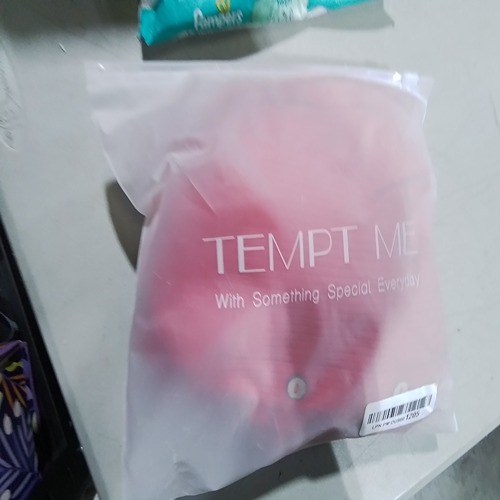 Pampers
TEMPT ME
With Something Special Everyday